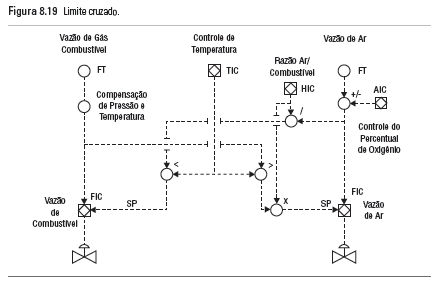 Figura 8.19 Limite cruzado.
Vazão de Gás
Combustível
FT
Compensação
de Pressão e
Temperatura
Controle de
Temperatura
TIC
Razão Ar/
Combustível
HIC
/
Vazão de Ar
FT
+/-
AIC
Controle do
Percentual
de Oxigênio
<
>
FIC
Vazão
de
Combustível
SP
x
SP
FIC
Vazão
de Ar